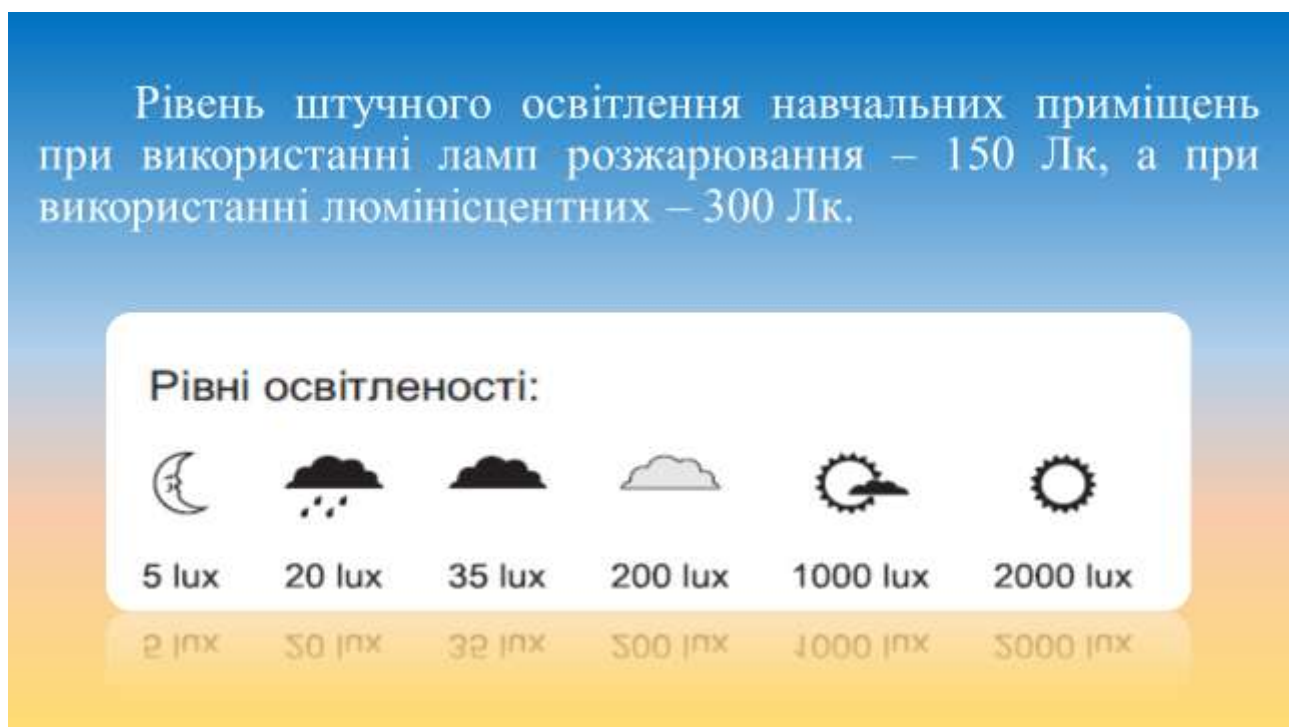 Рівень штучного освітлення навчальних приміщень
при використанні ламп розжарювання – 150 Лк, а при
використанні люмінісцентних – 300 Лк.
Рівні освітленості:
5 lux 20 lux 35 lux 200 lux 1000 lux 2000 lux